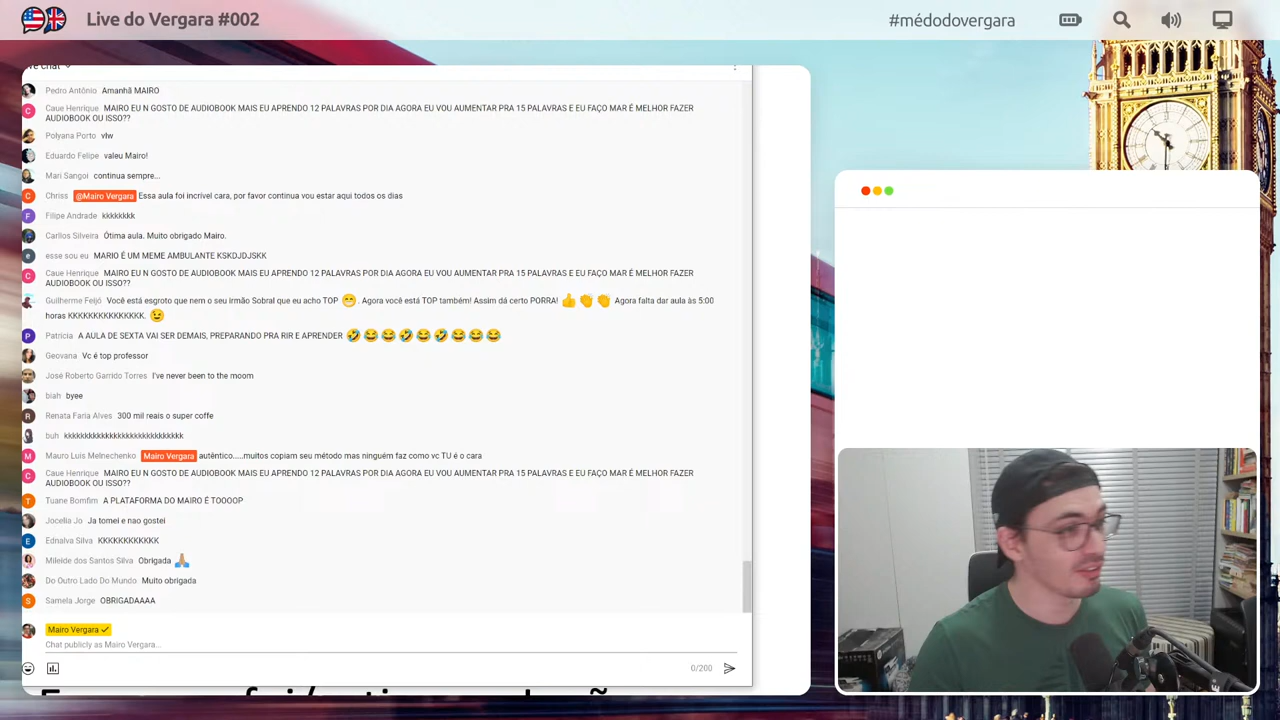 Live do Vergara #002
#médodovergara
Pedro Antônio Amanhã MAIRO
Caue Henrique MAIRO EU N GOSTO DE AUDIOBOOK MAIS EU APRENDO 12 PALAVRAS POR DIA AGORA EU VOU AUMENTAR PRA 15 PALAVRAS E EU FAÇO MAR É MELHOR FAZER
AUDIOBOOK OU ISSO??
Polyana Porto vlw
Eduardo Felipe valeu Mairo!
Mari Sangoi continua sempre...
Chriss @Mairo Vergara Essa aula foi incrível cara, por favor continua vou estar aqui todos os dias
Filipe Andrade kkkkkkkk
Carllos Silveira Ótima aula. Muito obrigado Mairo.
esse sou eu MARIO É UM MEME AMBULANTE KSKDJDJSKK
Caue Henrique MAIRO EU N GOSTO DE AUDIOBOOK MAIS EU APRENDO 12 PALAVRAS POR DIA AGORA EU VOU AUMENTAR PRA 15 PALAVRAS E EU FAÇO MAR É MELHOR FAZER
AUDIOBOOK OU ISSO??
Guilherme Feijó Você está esgroto que nem o seu irmão Sobral que eu acho TOP 😁 . Agora você está TOP também! Assim dá certo PORRA! 👍 👏 👏 Agora falta dar aula às 5:00
horas KKKKKKKKKKKKKKK. 😉
Patricia A AULA DE SEXTA VAI SER DEMAIS, PREPARANDO PRA RIR E APRENDER 🤣 😂 😂 🤣 😂 🤣 😂 😂 😂
Geovana Vc é top professor
José Roberto Garrido Torres I've never been to the moom
biah byee
Renata Faria Alves 300 mil reais o super coffe
buh kkkkkkkkkkkkkkkkkkkkkkkkkkkkk
Mauro Luis Melnechenko Mairo Vergara autêntico.....muitos copiam seu método mas ninguém faz como vc TU é o cara
Caue Henrique MAIRO EU N GOSTO DE AUDIOBOOK MAIS EU APRENDO 12 PALAVRAS POR DIA AGORA EU VOU AUMENTAR PRA 15 PALAVRAS E EU FAÇO MAR É MELHOR FAZER
AUDIOBOOK OU ISSO??
Tuane Bomfim A PLATAFORMA DO MAIRO É TOOOOP
Jocelia Jo Ja tomei e nao gostei
Ednalva Silva KKKKKKKKKKKK
Mileide dos Santos Silva Obrigada 🙏🏽
Do Outro Lado Do Mundo Muito obrigada
Samela Jorge OBRIGADAAAA
Mairo Vergara ✓
Chat publicly as Mairo Vergara...
0/200